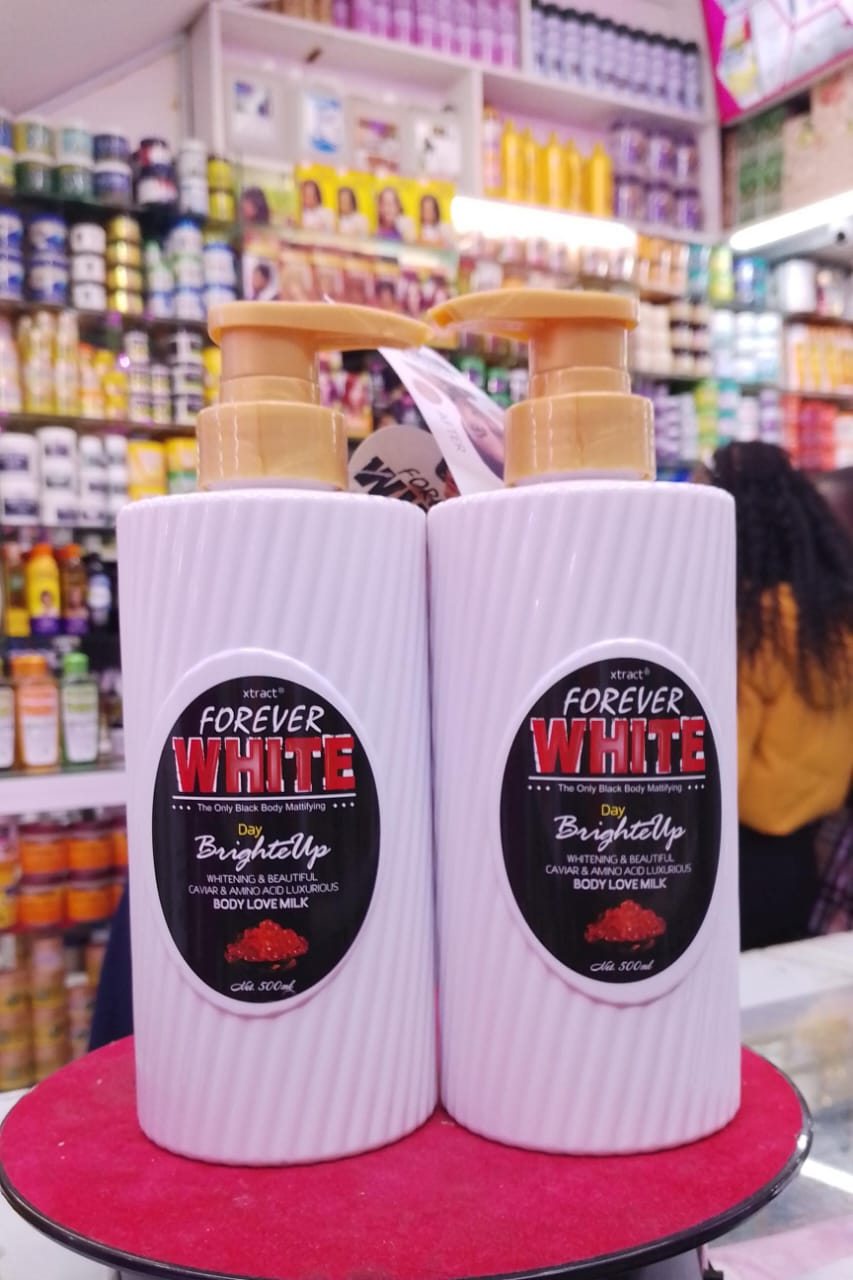 ALTER
FOR
xtract®
FOREVER
WHITE
The Only Black Body Mattifying
Day
BrighteUp
WHITENING & BEAUTIFUL
CAVIAR & AMINO ACID LUXURIOUS
BODY LOVE MILK
Net. 500ml
xtract®
FOREVER
WHITE
The Only Black Body Mattifying
Day
BrighteUp
WHITENING & BEAUTIFUL
CAVIAR & AMINO ACID LUXURIOUS
BODY LOVE MILK
Net. 500ml